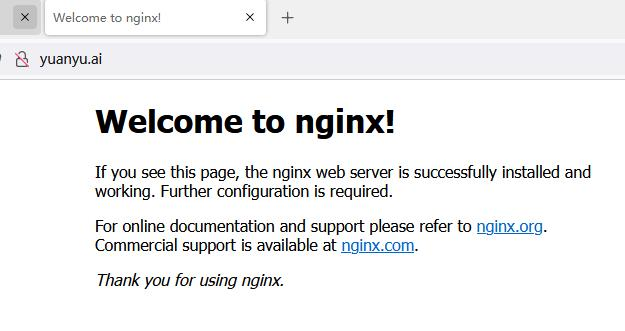 Welcome to nginx!
yuanyu.ai
Welcome to nginx!
If you see this page, the nginx web server is successfully installed and
working. Further configuration is required.
For online documentation and support please refer to nginx.org.
Commercial support is available at nginx.com.
Thank you for using nginx.